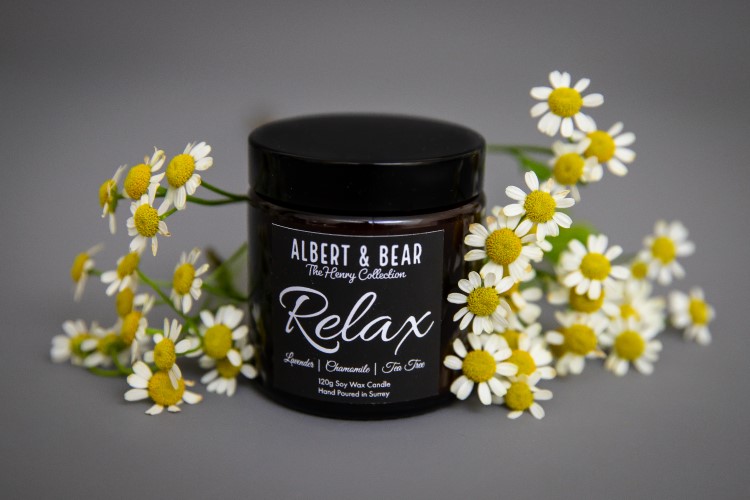 ALBERT & BEAR
The Henry Collection
Relax
Lavender | Chamomile | Tea Tree
120g Soy Wax Candle
Hand Poured in Surrey